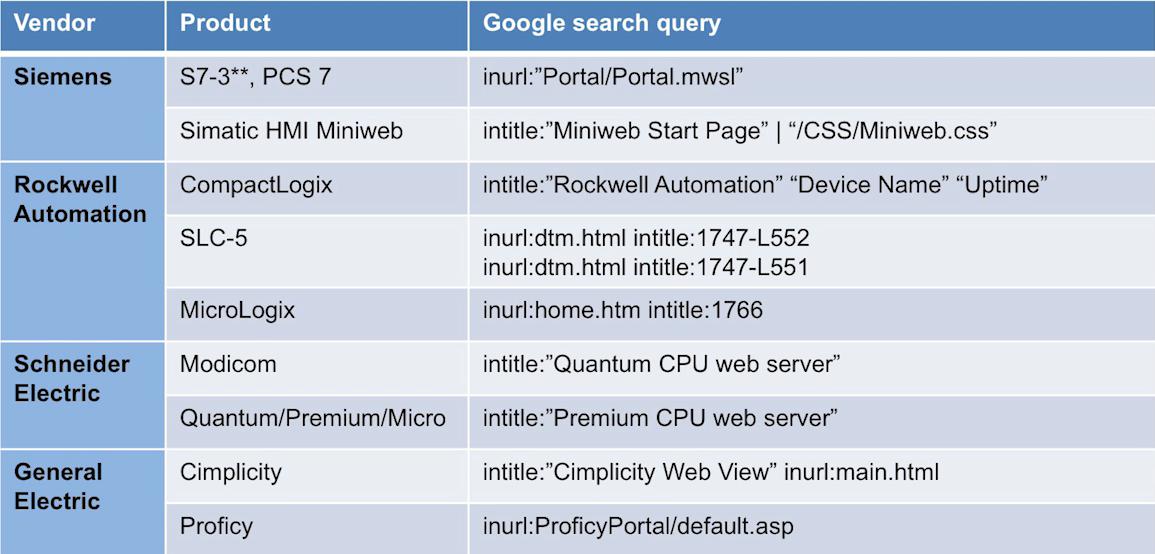 Vendor Product Google search query
Siemens S7-3**, PCS 7 inurl:”Portal/Portal.mwsl”
Simatic HMI Miniweb intitle:”Miniweb Start Page” | “/CSS/Miniweb.css”
Rockwell
Automation
CompactLogix intitle:”Rockwell Automation” “Device Name” “Uptime”
SLC-5 inurl:dtm.html intitle:1747-L552
inurl:dtm.html intitle:1747-L551
MicroLogix inurl:home.htm intitle:1766
Schneider
Electric
Modicom intitle:”Quantum CPU web server”
Quantum/Premium/Micro intitle:”Premium CPU web server”
General
Electric
Cimplicity intitle:”Cimplicity Web View” inurl:main.html
Proficy inurl:ProficyPortal/default.asp